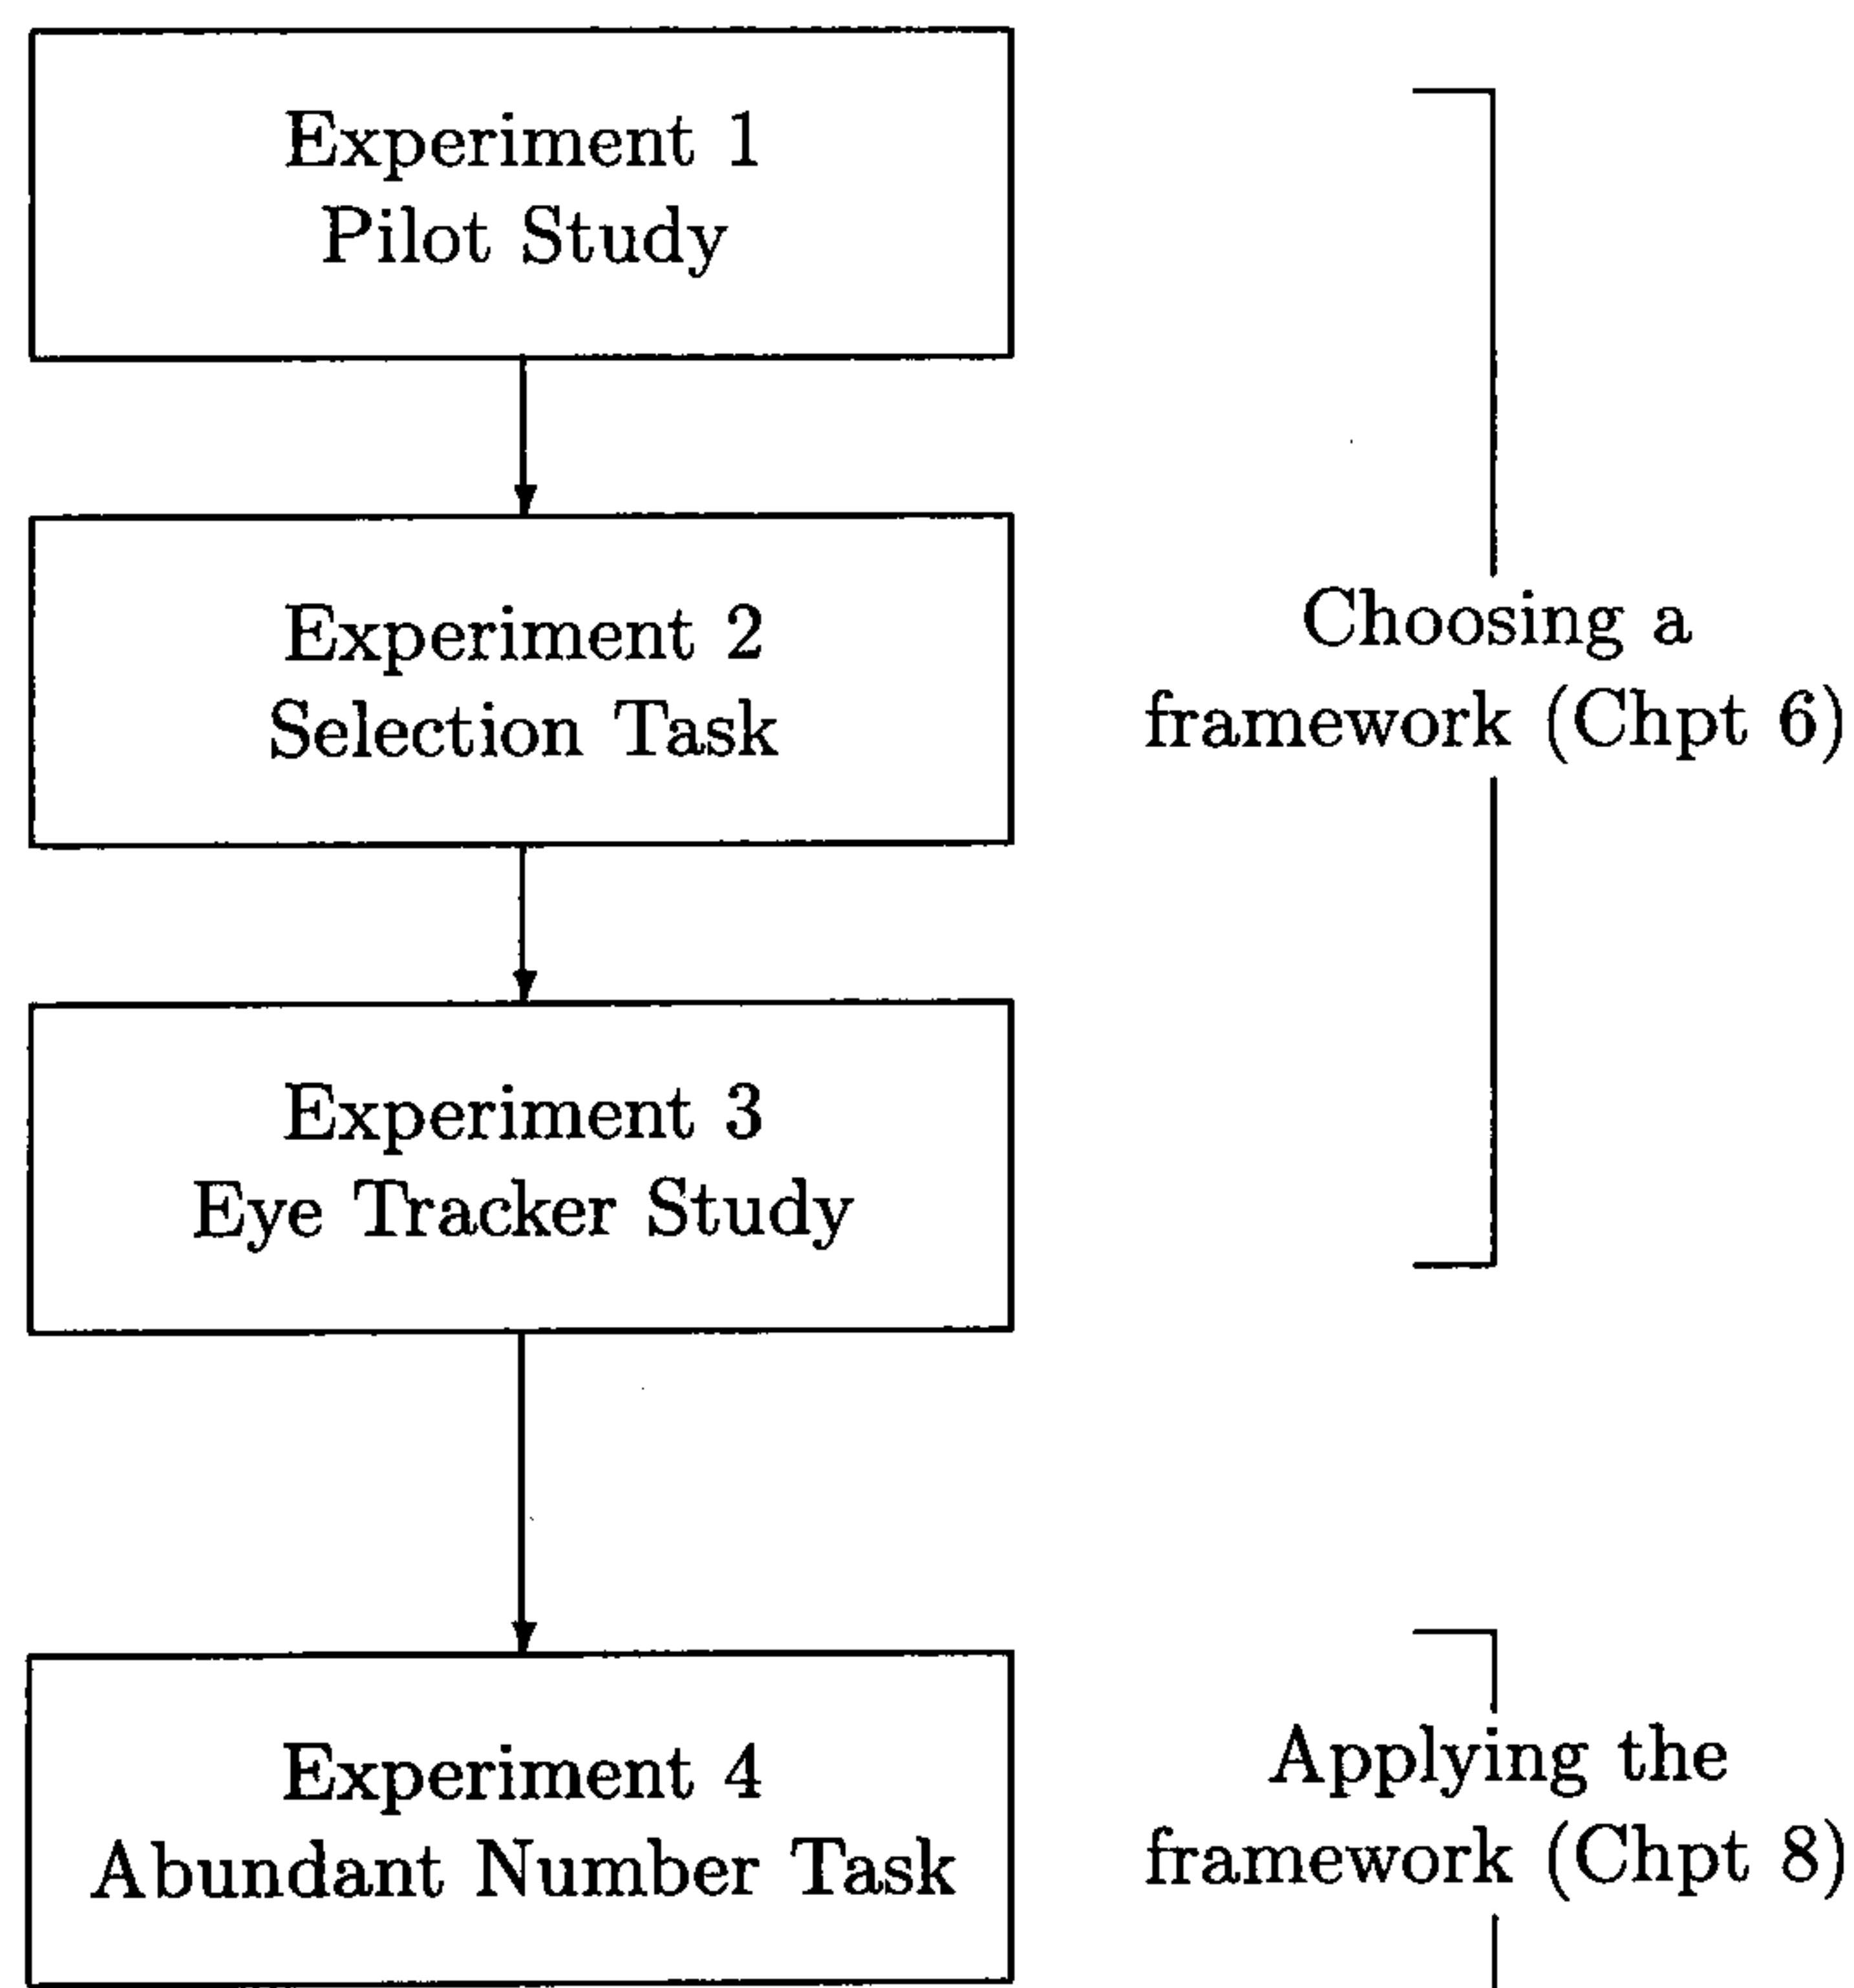 Experiment 1
Pilot Study
Experiment 2
Selection Task
Choosing a
framework (Chpt 6)
Experiment 3
Eye Tracker Study
Experiment 4
Abundant Number Task
Applying the
framework (Chpt 8)